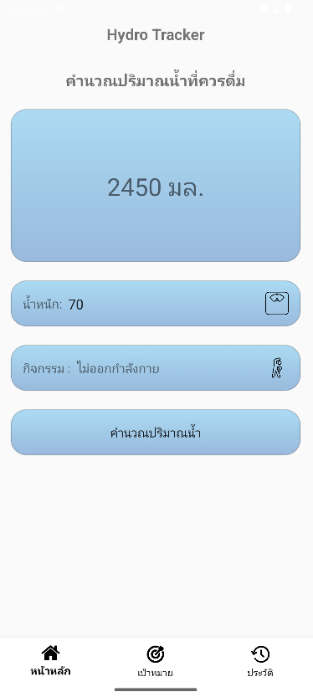 Hydro Tracker
คำนวณปริมาณน้ำที่ควรดื่ม
2450 มล.
น้ำหนัก: 70
กิจกรรม : ไม่ออกกำลังกาย
คำนวณปริมาณน้ำ
หน้าหลัก
เป้าหมาย
ประวัติ